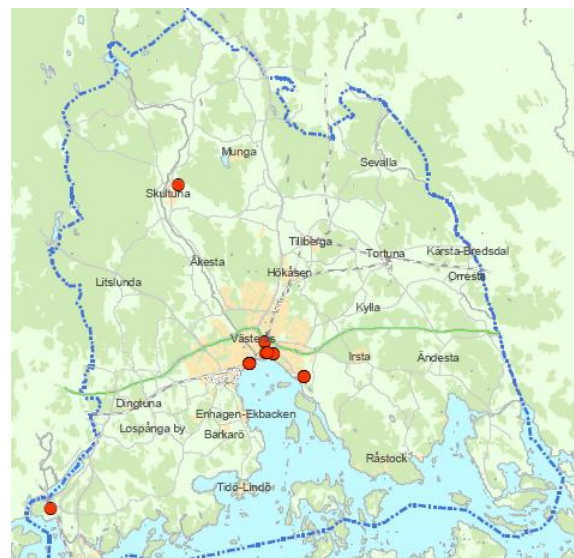 Munga
Sevalla
Skultuna
Tillberga
Kärsta-Bredsdal
Tortuna
Åkesta
Hökåsen
Orresta
Litslunda
Kylla
Västerås
Irsta
Ändesta
Dingtuna
Enhagen-Ekbacken
Lospånga by
Barkarö
Råstock
Tidö-Lindö